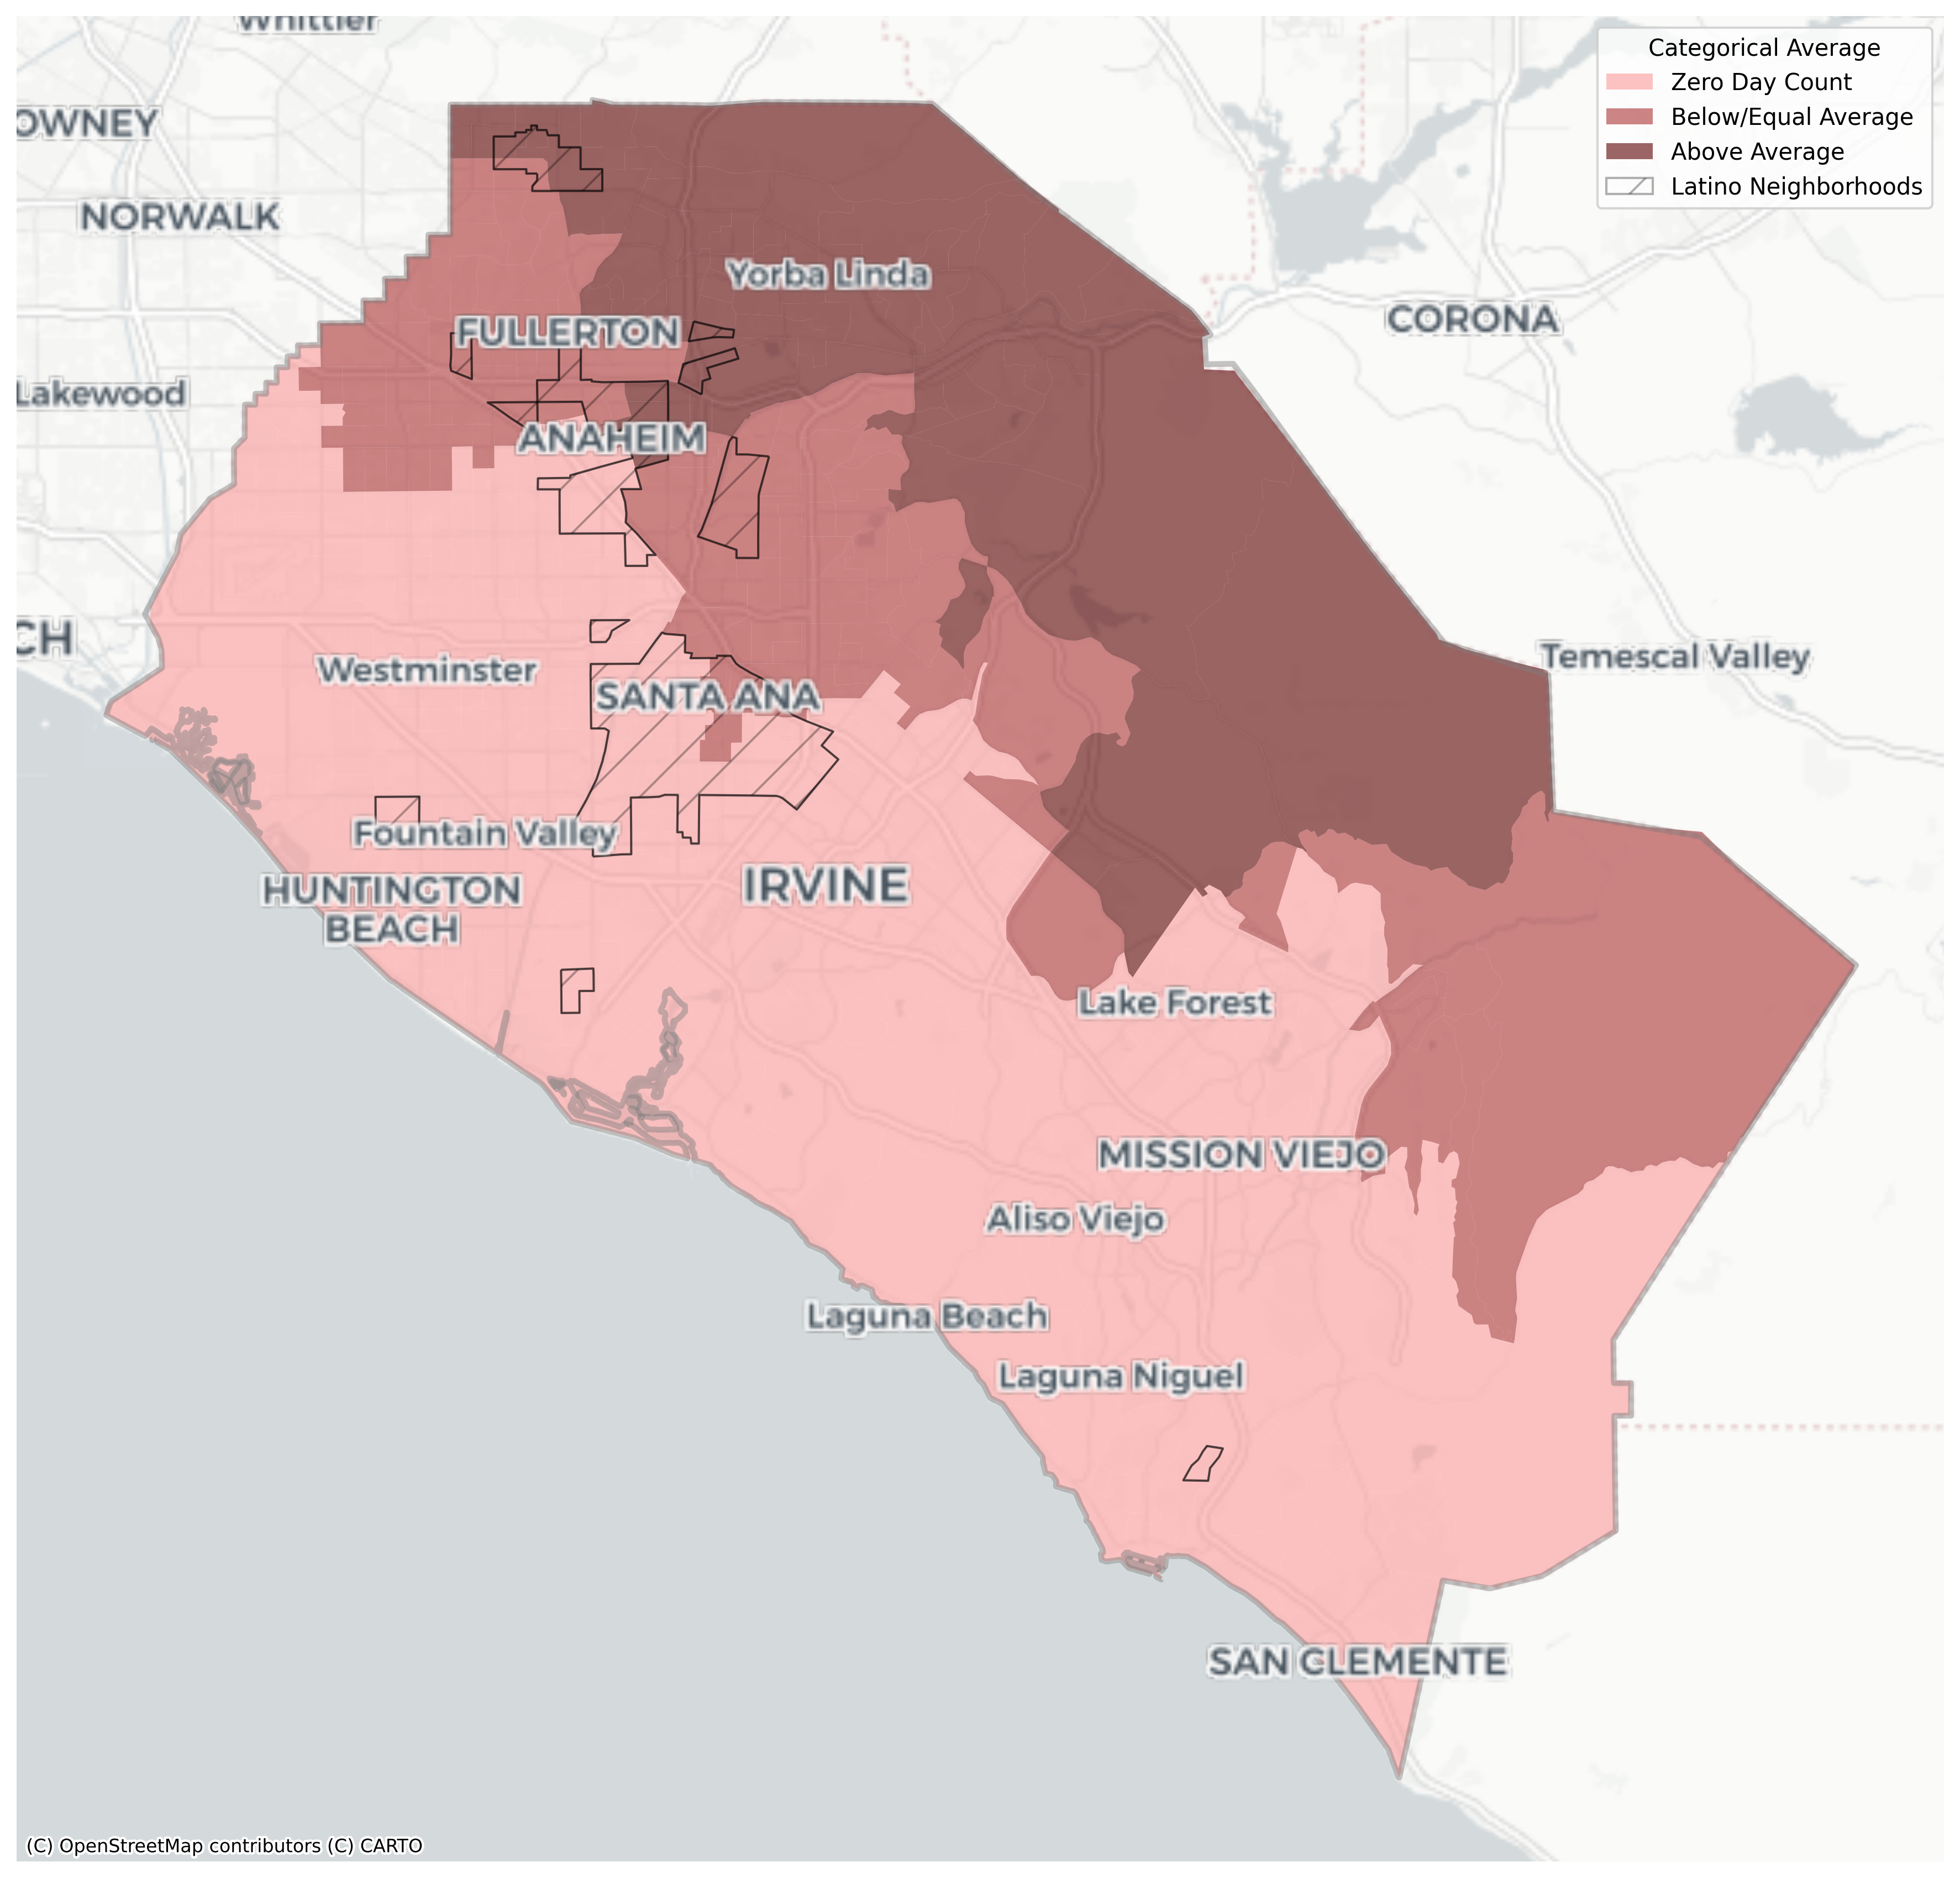 Whittier
Categorical Average
Zero Day Count
Below/Equal Average
Above Average
Latino Neighborhoods
OWNEY
NORWALK
Yorba Linda
CORONA
FULLERTON
Lakewood
ANAHEIM
CH
Westminster
SANTA ANA
Temescal Valley
Fountain Valley
HUNTINGTON
BEACH
IRVINE
Lake Forest
MISSION VIEJO
Aliso Viejo
Laguna Beach
Laguna Niguel
SAN CLEMENTE
(C) OpenStreetMap contributors (C) CARTO